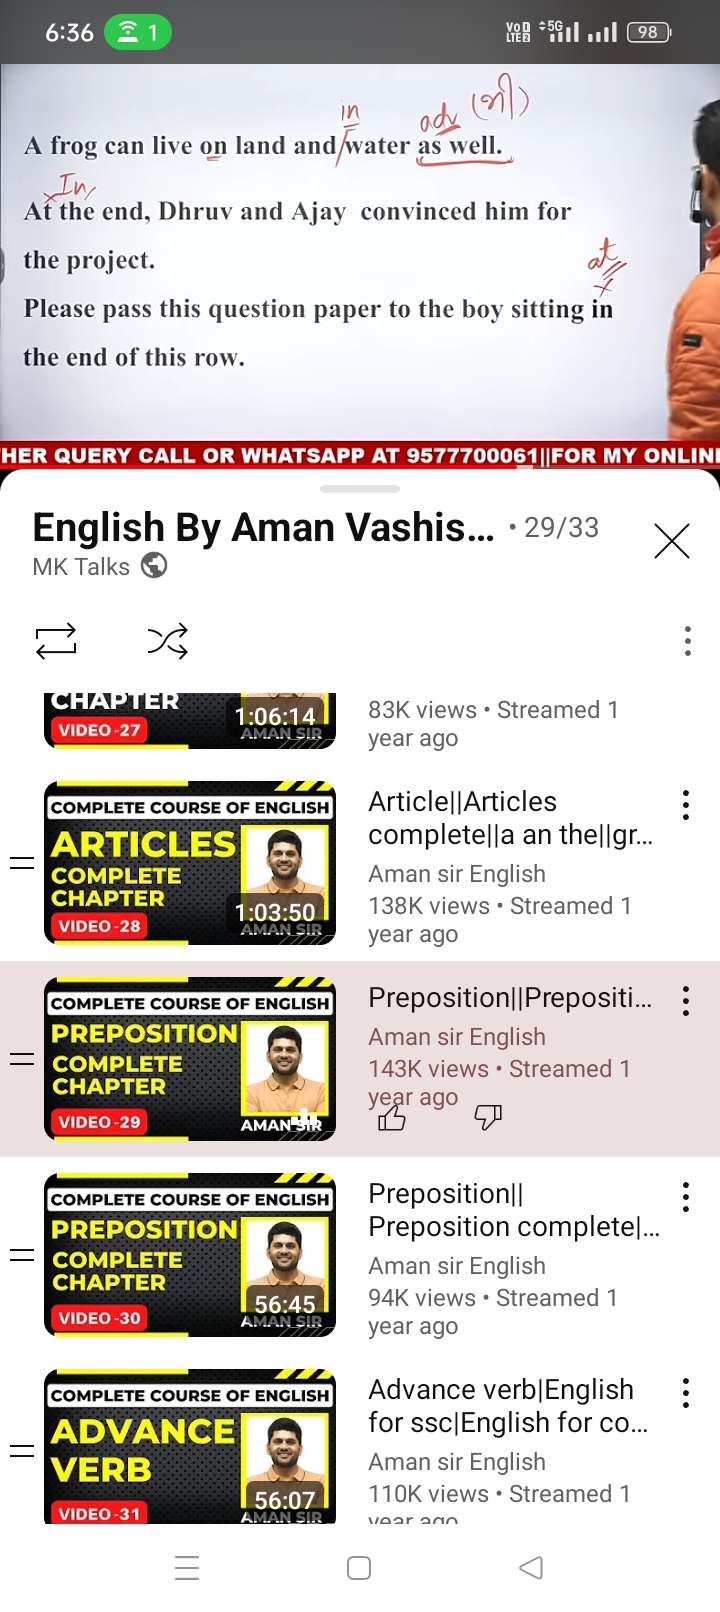 6:36
1
VoD
LTE2
5G
98
in
adv (भी)
A frog can live on land and/water as well.
In
At the end, Dhruv and Ajay convinced him for
the project.
at
x
Please pass this question paper to the boy sitting in
the end of this row.
HER QUERY CALL OR WHATSAPP AT 9577700061||FOR MY ONLIN
English By Aman Vashis... • 29/33
MK Talks
CHAPTER
VIDEO-27
1:06:14
AMAN SIR
83K views • Streamed 1
year ago
COMPLETE COURSE OF ENGLISH
ARTICLES
COMPLETE
CHAPTER
VIDEO-28
1:03:50
AMAN SIR
Article||Articles
complete||a an the||gr...
Aman sir English
138K views • Streamed 1
year ago
COMPLETE COURSE OF ENGLISH
PREPOSITION
COMPLETE
CHAPTER
VIDEO-29
AMAN SIR
Preposition||Prepositi...
Aman sir English
143K views • Streamed 1
year ago
COMPLETE COURSE OF ENGLISH
PREPOSITION
COMPLETE
CHAPTER
VIDEO-30
56:45
AMAN SIR
Preposition||
Preposition complete|...
Aman sir English
94K views • Streamed 1
year ago
COMPLETE COURSE OF ENGLISH
ADVANCE
VERB
VIDEO-31
56:07
AMAN SIR
Advance verb|English
for ssc|English for co...
Aman sir English
110K views • Streamed 1
year ago